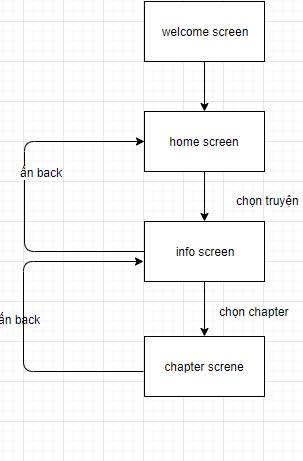 welcome screen
home screen
ấn back
chọn truyện
info screen
chọn chapter
ấn back
chapter screne